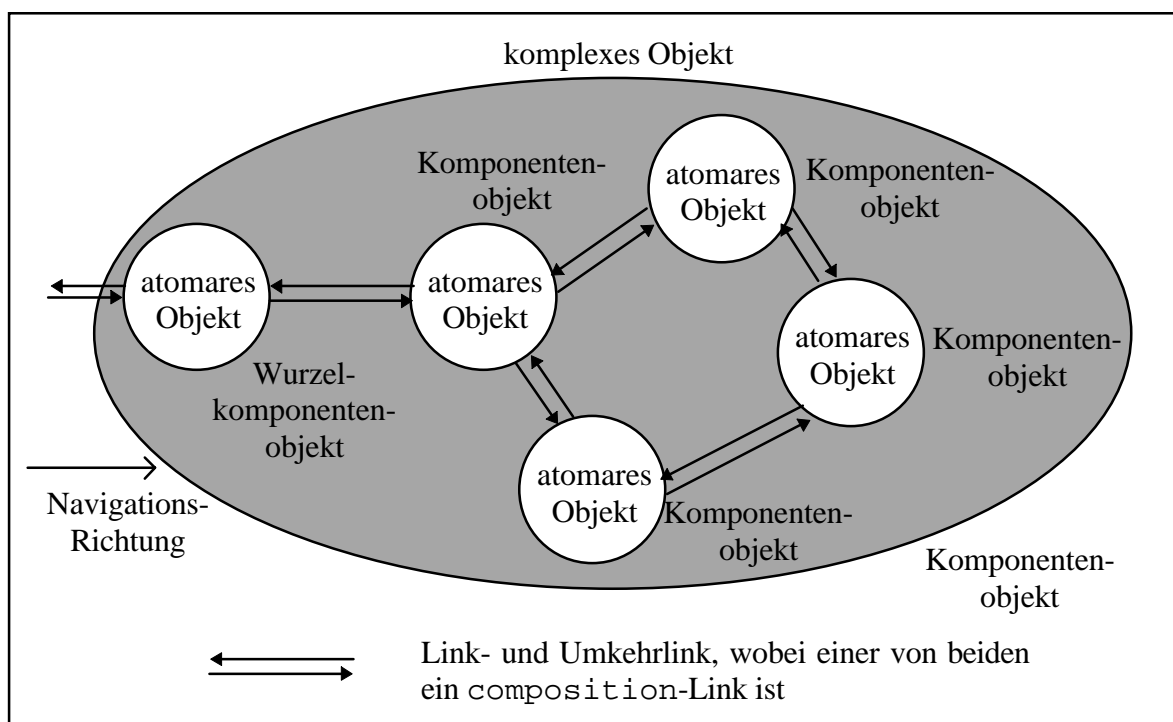 komplexes Objekt
Komponenten-
objekt
atomares
Objekt
Komponenten-
objekt
atomares
Objekt
atomares
Objekt
atomares
Objekt
Komponenten-
objekt
Wurzel-
komponenten-
objekt
atomares
Objekt
Komponenten-
objekt
Navigations-
Richtung
Komponenten-
objekt
Link- und Umkehrlink, wobei einer von beiden
ein composition-Link ist